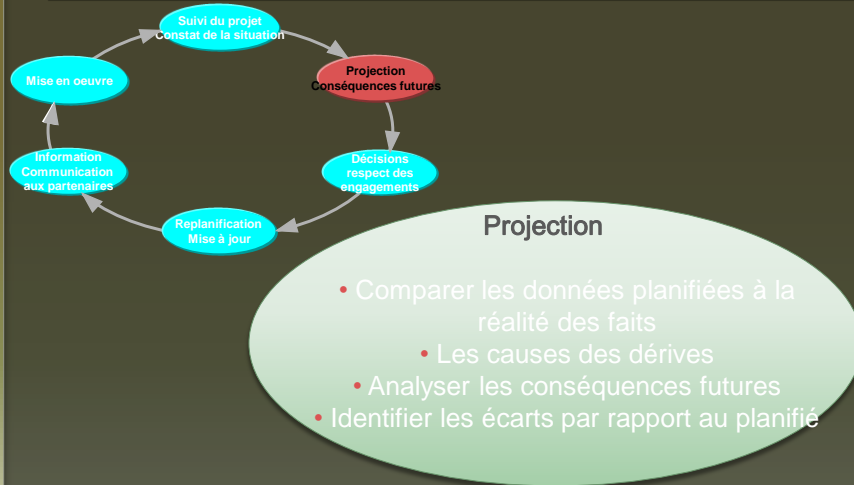 Suivi du projet
Constat de la situation
Projection
Conséquences futures
Mise en oeuvre
Information
Communication
aux partenaires
Décisions
respect des
engagements
Replanification
Mise à jour
Projection
• Comparer les données planifiées à la
réalité des faits
• Les causes des dérives
• Analyser les conséquences futures
• Identifier les écarts par rapport au planifié